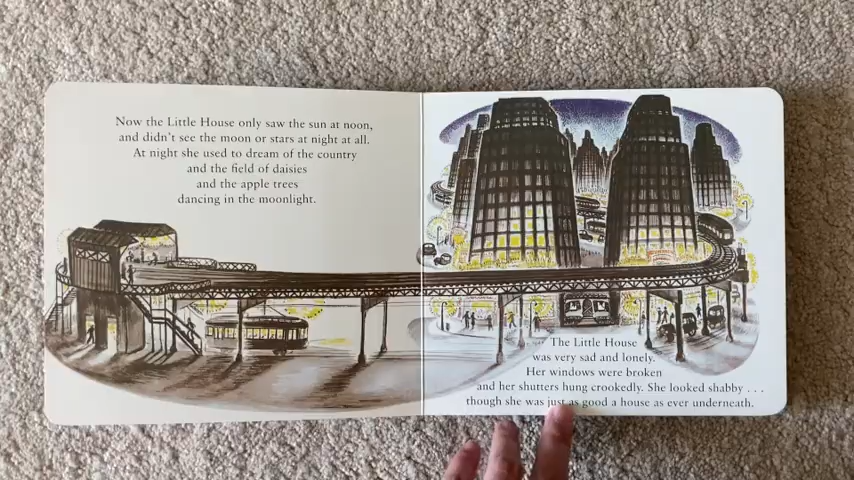 Now the Little House only saw the sun at noon,
and didn't see the moon or stars at night at all.
At night she used to dream of the country
and the field of daisies
and the apple trees
dancing in the moonlight.
The Little House
was very sad and lonely.
Her windows were broken
and her shutters hung crookedly. She looked shabby . . .
though she was just as good a house as ever underneath.